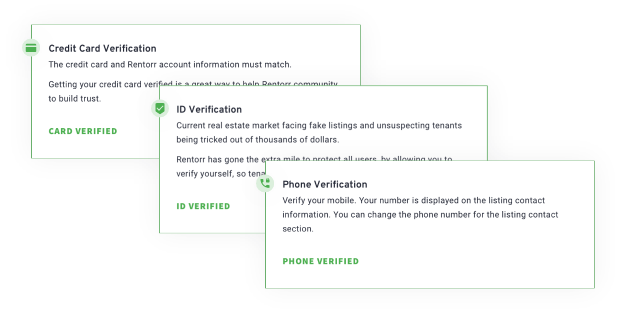 Credit Card Verification
The credit card and Rentorr account information must match.
Getting your credit card verified is a great way to help Rentorr community
to build trust.
CARD VERIFIED
ID Verification
Current real estate market facing fake listings and unsuspecting tenants
being tricked out of thousands of dollars.
Rentorr has gone the extra mile to protect all users, by allowing you to
verify yourself, so
ID VERIFIED
Phone Verification
Verify your mobile. Your number is displayed on the listing contact
information. You can change the phone number for the listing contact
section.
PHONE VERIFIED